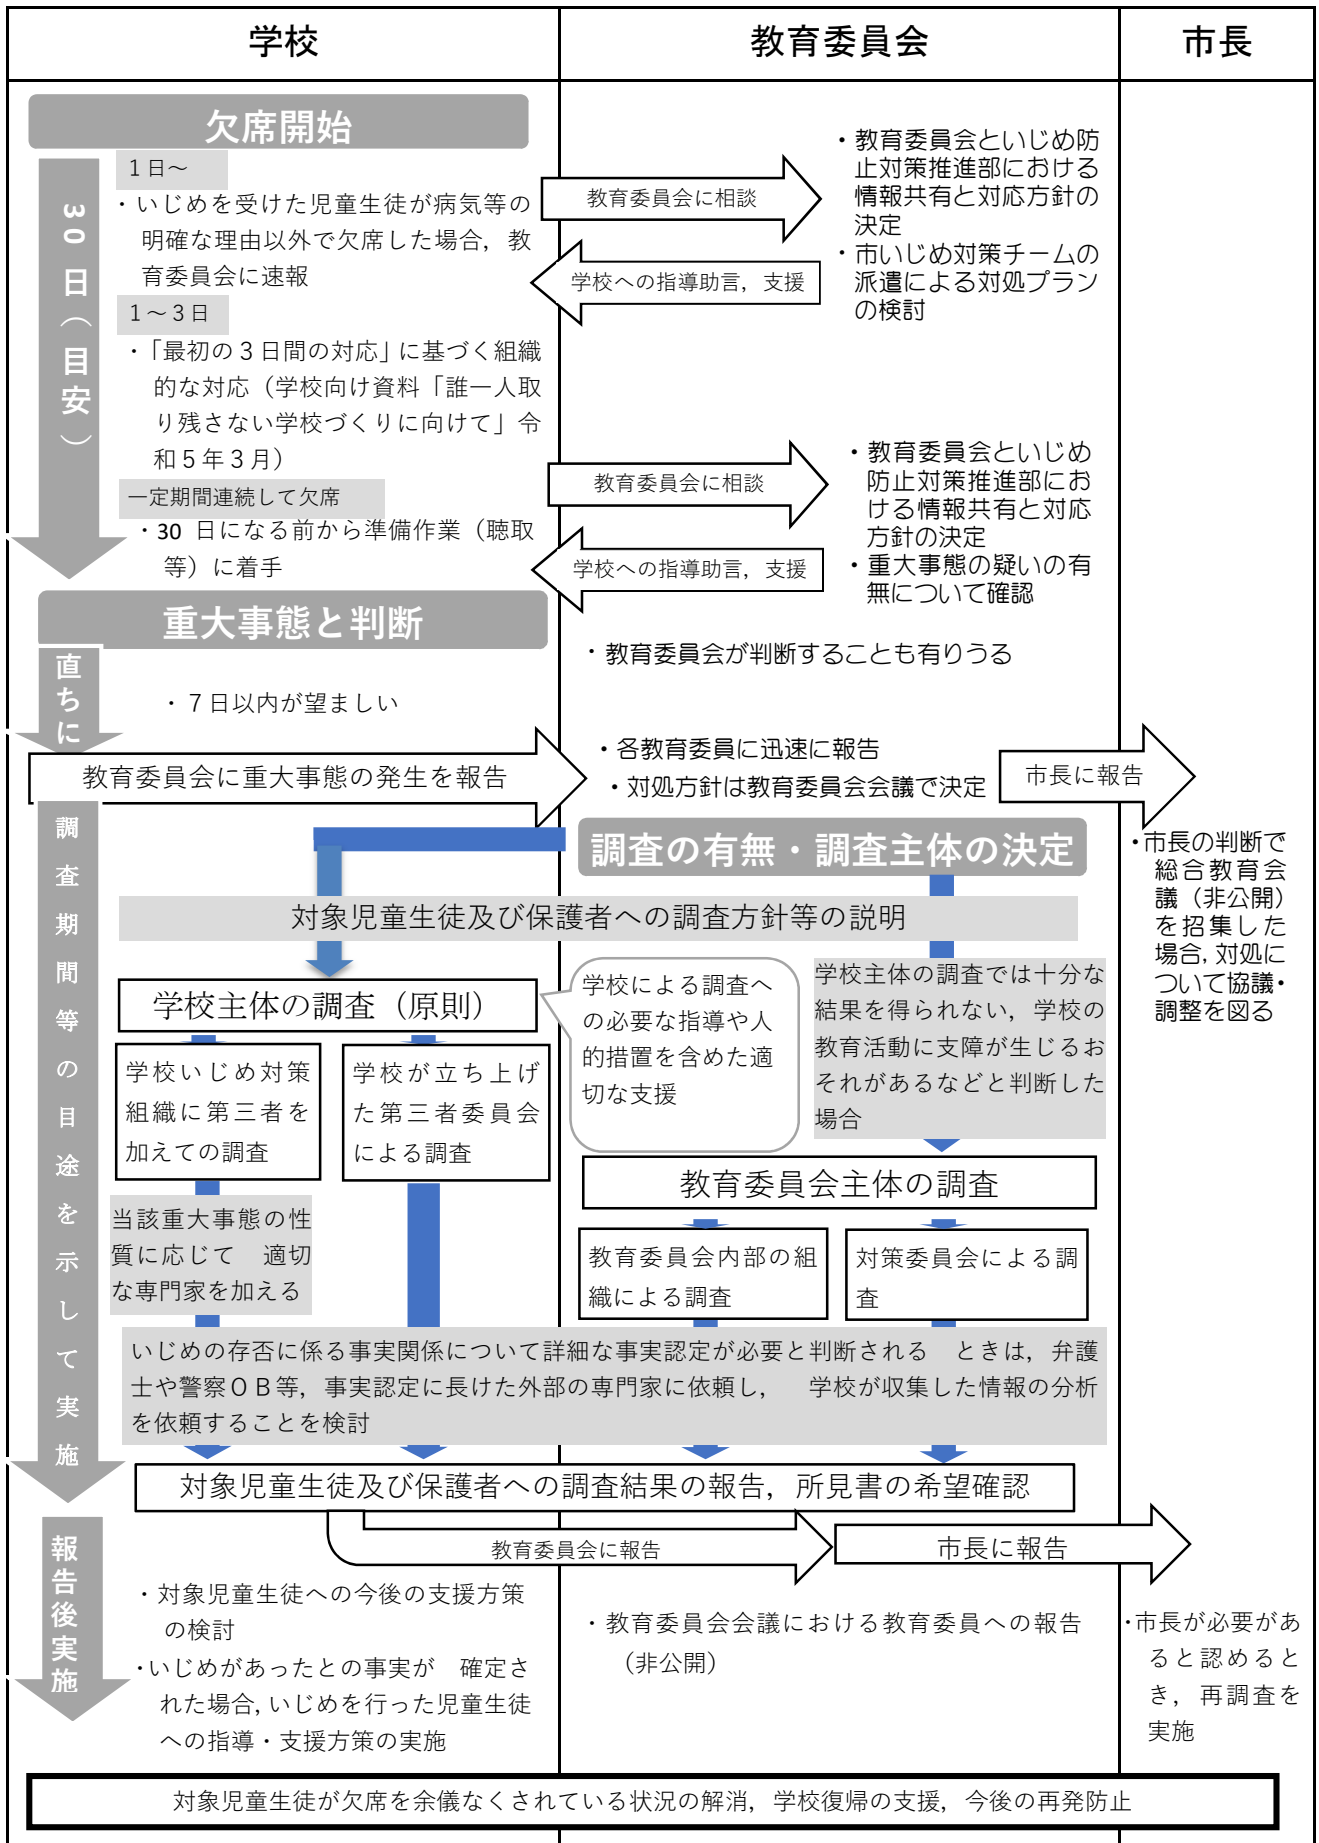 学校
教育委員会
市長
欠席開始
30日(目安)
1日～
・いじめを受けた児童生徒が病気等の
明確な理由以外で欠席した場合，教
育委員会に速報
1～3日
・「最初の3日間の対応」に基づく組織
的な対応（学校向け資料「誰一人取
り残さない学校づくりに向けて」令
和5年3月）
一定期間連続して欠席
・30 日になる前から準備作業（聴取
等）に着手
教育委員会に相談
学校への指導助言，支援
・教育委員会といじめ防
止対策推進部における
情報共有と対応方針の
決定
・市いじめ対策チームの
派遣による対処プラン
の検討
教育委員会に相談
学校への指導助言，支援
・教育委員会といじめ
防止対策推進部にお
ける情報共有と対応
方針の決定
・重大事態の疑いの有
無について確認
重大事態と判断
・教育委員会が判断することも有りうる
直ちに
・７日以内が望ましい
教育委員会に重大事態の発生を報告
・各教育委員に迅速に報告
・対処方針は教育委員会会議で決定
市長に報告
調査期間等の目途を示して実施
調査の有無・調査主体の決定
・市長の判断で
総合教育会
議（非公開）
を招集した
場合，対処に
ついて協議・
調整を図る
対象児童生徒及び保護者への調査方針等の説明
学校主体の調査（原則）
学校による調査へ
の必要な指導や人
的措置を含めた適
切な支援
学校主体の調査では十分な
結果を得られない，学校の
教育活動に支障が生じるお
それがあるなどと判断した
場合
学校いじめ対策
組織に第三者を
加えての調査
学校が立ち上げ
た第三者委員会
による調査
教育委員会主体の調査
当該重大事態の性
質に応じて　適切
な専門家を加える
教育委員会内部の組
織による調査
対策委員会による調
査
いじめの存否に係る事実関係について詳細な事実認定が必要と判断される　ときは，弁護
士や警察ＯＢ等，事実認定に長けた外部の専門家に依頼し，　学校が収集した情報の分析
を依頼することを検討
対象児童生徒及び保護者への調査結果の報告，所見書の希望確認
教育委員会に報告
市長に報告
報告後実施
・対象児童生徒への今後の支援方策
の検討
・いじめがあったとの事実が　確定さ
れた場合，いじめを行った児童生徒
への指導・支援方策の実施
・教育委員会会議における教育委員への報告
（非公開）
・市長が必要があ
ると認めると
き，再調査を
実施
対象児童生徒が欠席を余儀なくされている状況の解消，学校復帰の支援，今後の再発防止